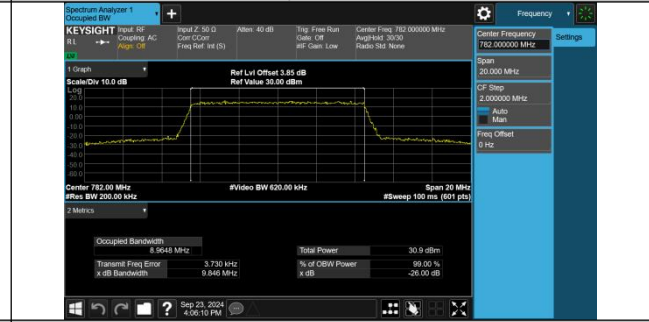 Spectrum Analyzer 1
Occupied BW
+
Frequency
KEYSIGHT Input: RF Input Z: 50 Ω Atten: 40 dB Trig: Free Run Center Freq: 782.000000 MHz
R L Coupling: AC Corr CCorr Gate: Off Avg|Hold: 30/30
Align: Off Freq Ref: Int (S) #IF Gain: Low Radio Std: None
Center Frequency
782.000000 MHz
Settings
Span
20.000 MHz
CF Step
2.000000 MHz
Auto
Man
Freq Offset
0 Hz
1 Graph
Ref Lvl Offset 3.85 dB
Scale/Div 10.0 dB Ref Value 30.00 dBm
Log
20.0
10.0
0.00
-10.0
-20.0
-30.0
-40.0
-50.0
-60.0
Center 782.00 MHz #Video BW 620.00 kHz Span 20 MHz
#Res BW 200.00 kHz #Sweep 100 ms (601 pts)
2 Metrics
Occupied Bandwidth
8.9648 MHz Total Power 30.9 dBm
Transmit Freq Error 3.730 kHz % of OBW Power 99.00 %
x dB Bandwidth 9.846 MHz x dB -26.00 dB
? Sep 23, 2024
4:06:10 PM